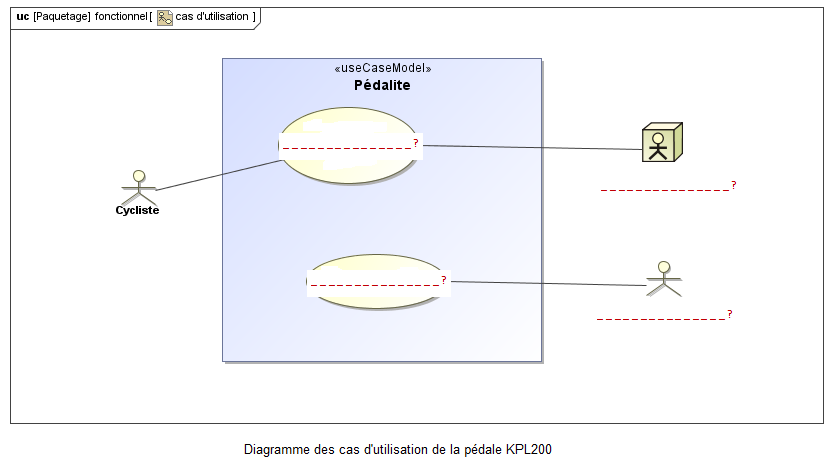 uc [Paquetage] fonctionnel [ cas d'utilisation ]
«useCaseModel»
Pédalite
_ _ _ _ _ _ _ _ _ _ _ _ _ _ ?
_ _ _ _ _ _ _ _ _ _ _ _ _ _ ?
Cycliste
_ _ _ _ _ _ _ _ _ _ _ _ _ _ ?
_ _ _ _ _ _ _ _ _ _ _ _ _ _ ?
Diagramme des cas d'utilisation de la pédale KPL200